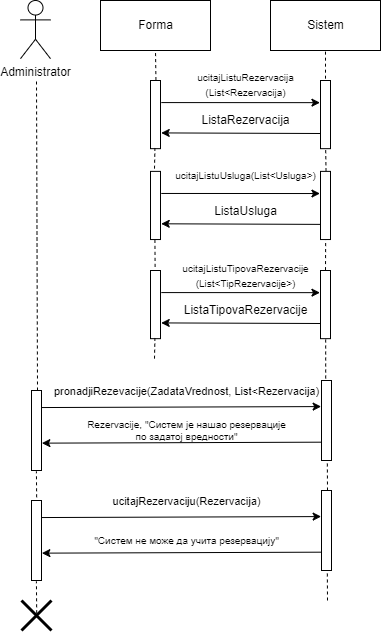 Forma
Sistem
Administrator
ucitajListuRezervacija
(List<Rezervacija)
ListaRezervacija
ucitajListuUsluga(List<Usluga>)
ListaUsluga
ucitajListuTipovaRezervacije
(List<TipRezervacije>)
ListaTipovaRezervacije
pronadjiRezevacije(ZadataVrednost, List<Rezervacija)
Rezervacije, "Систем је нашао резервације
по задатој вредности"
ucitajRezervaciju(Rezervacija)
"Систем не може да учита резервацију"